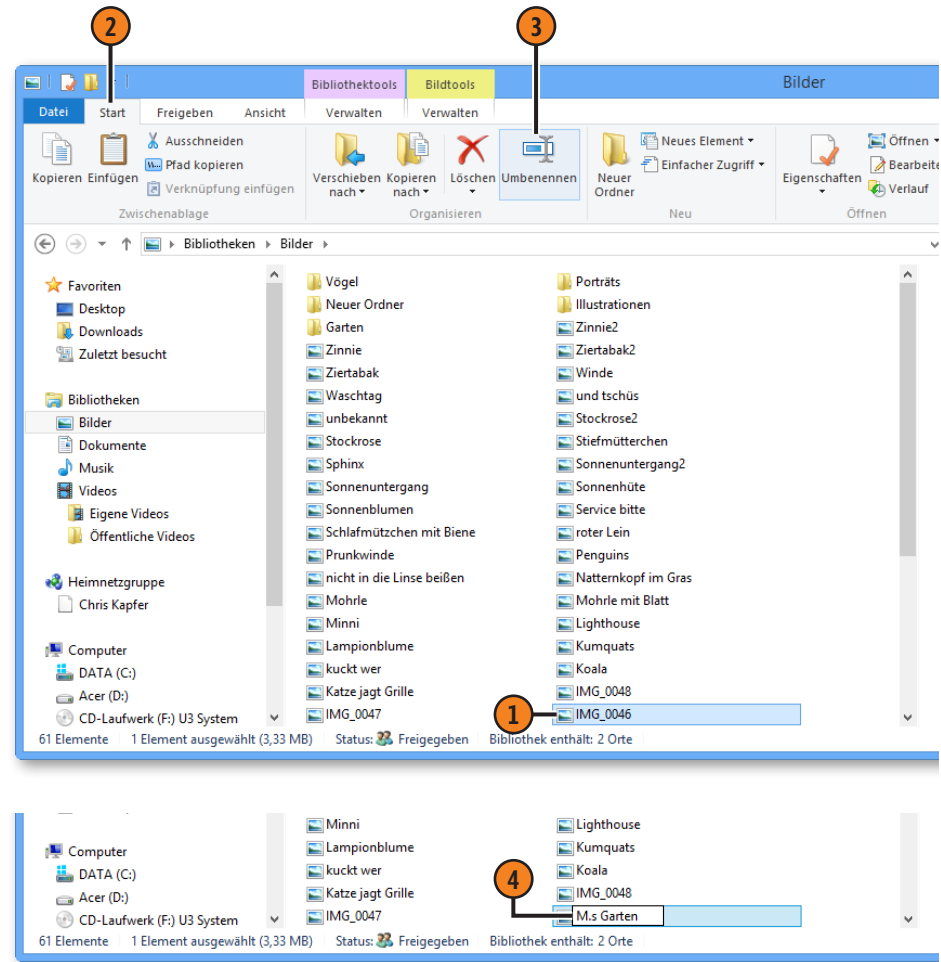 2
3
Bibliothektools
Bildtools
Bilder
Datei
Start
Freigeben
Ansicht
Verwalten
Verwalten
Kopieren
Einfügen
Ausschneiden
Pfad kopieren
Verknüpfung einfügen
Zwischenablage
Verschieben nach
Kopieren nach
Löschen
Umbenennen
Organisieren
Neuer Ordner
Neues Element
Einfacher Zugriff
Neu
Eigenschaften
Öffnen
Bearbeite
Verlauf
Öffnen
Bibliotheken
Bilder
Favoriten
Desktop
Downloads
Zuletzt besucht
Bibliotheken
Bilder
Dokumente
Musik
Videos
Eigene Videos
Öffentliche Videos
Heimnetzgruppe
Chris Kapfer
Computer
DATA (C:)
Acer (D:)
CD-Laufwerk (F:) U3 System
Vögel
Neuer Ordner
Garten
Zinnie
Ziertabak
Waschtag
unbekannt
Stockrose
Sphinx
Sonnenuntergang
Sonnenblumen
Schlafmützchen mit Biene
Prunkwinde
nicht in die Linse beißen
Mohrle
Minni
Lampionblume
kuckt wer
Katze jagt Grille
IMG_0047
Porträts
Illustrationen
Zinnie2
Ziertabak2
Winde
und tschüs
Stockrose2
Stiefmütterchen
Sonnenuntergang2
Sonnenhüte
Service bitte
roter Lein
Penguins
Natternkopf im Gras
Mohrle mit Blatt
Lighthouse
Kumquats
Koala
IMG_0048
1
IMG_0046
61 Elemente
1 Element ausgewählt (3,33 MB)
Status: Freigegeben
Bibliothek enthält: 2 Orte
Computer
DATA (C:)
Acer (D:)
CD-Laufwerk (F:) U3 System
Minni
Lampionblume
kuckt wer
Katze jagt Grille
IMG_0047
Lighthouse
Kumquats
Koala
IMG_0048
4
M.s Garten
61 Elemente
1 Element ausgewählt (3,33 MB)
Status: Freigegeben
Bibliothek enthält: 2 Orte